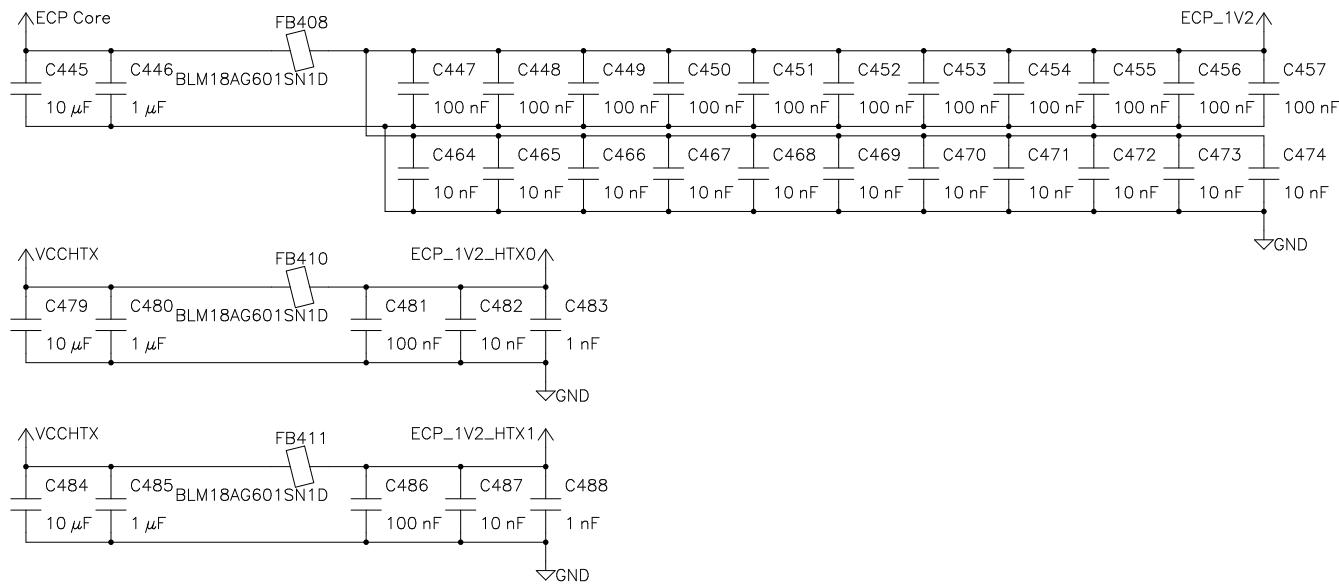 ECP Core
FB408
ECP_1V2
C445
C446
BLM18AG601SN1D
C447
C448
C449
C450
C451
C452
C453
C454
C455
C456
C457
10 µF
1 µF
100 nF
100 nF
100 nF
100 nF
100 nF
100 nF
100 nF
100 nF
100 nF
100 nF
100 nF
C464
C465
C466
C467
C468
C469
C470
C471
C472
C473
C474
10 nF
10 nF
10 nF
10 nF
10 nF
10 nF
10 nF
10 nF
10 nF
10 nF
10 nF
GND
VCCHTX
FB410
ECP_1V2_HTX0
C479
C480
BLM18AG601SN1D
C481
C482
C483
10 µF
1 µF
100 nF
10 nF
1 nF
GND
VCCHTX
FB411
ECP_1V2_HTX1
C484
C485
BLM18AG601SN1D
C486
C487
C488
10 µF
1 µF
100 nF
10 nF
1 nF
GND